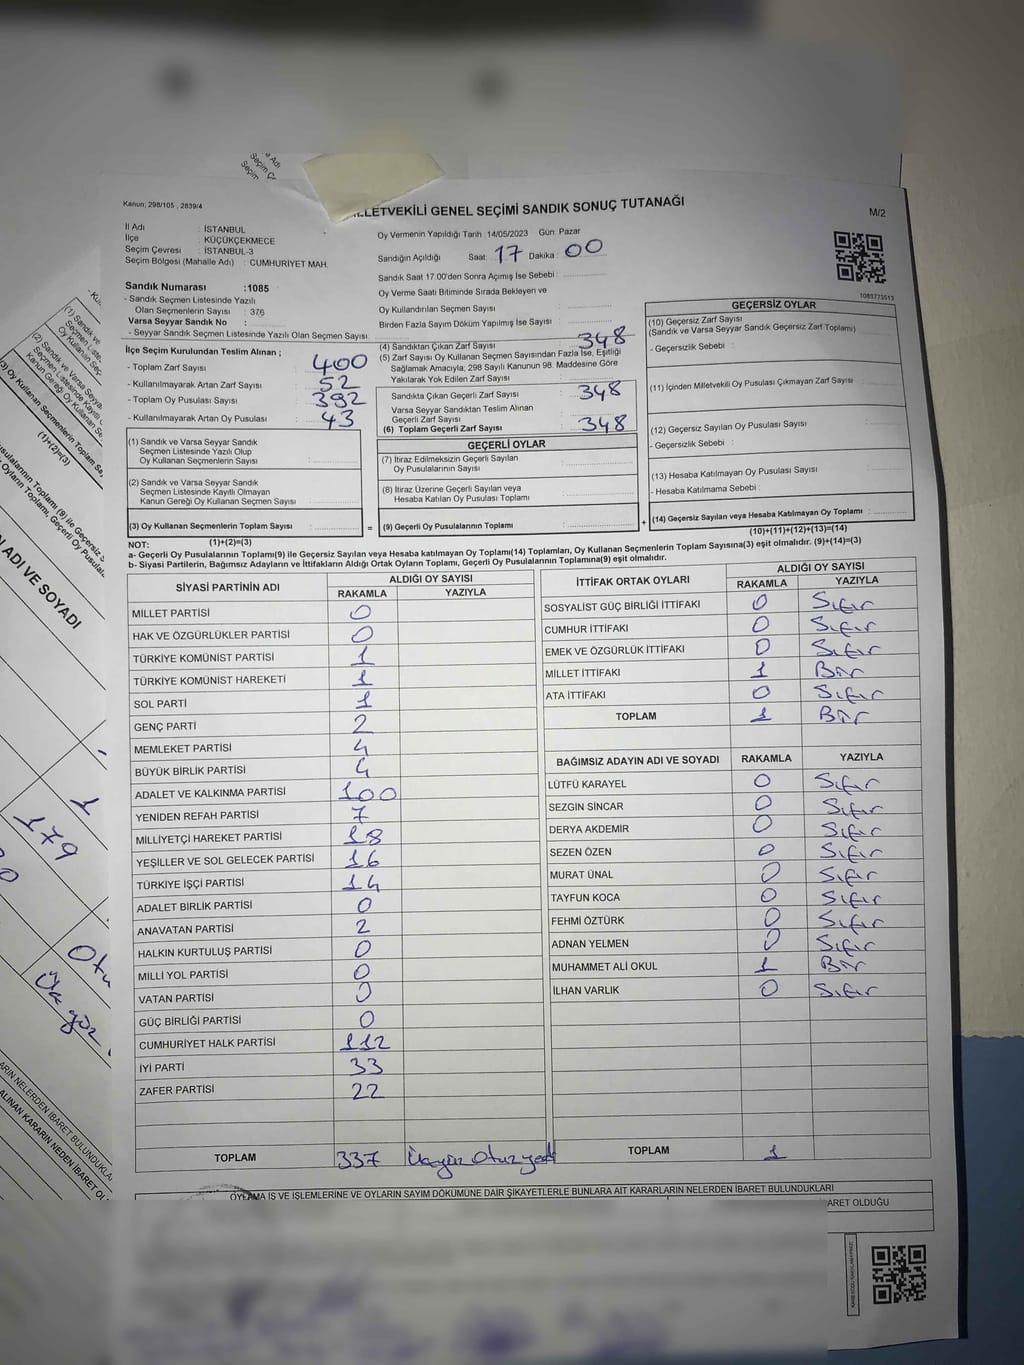 Kanun; 298/105 , 2839/4
LETVEKİLİ GENEL SEÇİMİ SANDIK SONUÇ TUTANAĞI
M/2
İl Adı : İSTANBUL
İlçe : KÜÇÜKÇEKMECE
Seçim Çevresi : İSTANBUL-3
Seçim Bölgesi (Mahalle Adı) : CUMHURİYET MAH.
Oy Vermenin Yapıldığı Tarih :14/05/2023 Gün: Pazar
Sandığın Açıldığı Saat: 17 Dakika: 00
Sandık Saat 17.00'den Sonra Açımış İse Sebebi :
Oy Verme Saati Bitiminde Sırada Bekleyen ve
Oy Kullandırılan Seçmen Sayısı :
Birden Fazla Sayım Döküm Yapılmış İse Sayısı :
1083773513
Sandık Numarası :1085
- Sandık Seçmen Listesinde Yazılı
Olan Seçmenlerin Sayısı : 376
Varsa Seyyar Sandık No :
- Seyyar Sandık Seçmen Listesinde Yazılı Olan Seçmen Sayısı
İlçe Seçim Kurulundan Teslim Alınan ;
- Toplam Zarf Sayısı : 400
- Kullanılmayarak Artan Zarf Sayısı : 52
- Toplam Oy Pusulası Sayısı : 392
- Kullanılmayarak Artan Oy Pusulası : 43
(4) Sandıktan Çıkan Zarf Sayısı : 348
(5) Zarf Sayısı Oy Kullanan Seçmen Sayısından Fazla İse, Eşitliği
Sağlamak Amacıyla; 298 Sayılı Kanunun 98. Maddesine Göre
Yakılarak Yok Edilen Zarf Sayısı :
Sandıkta Çıkan Geçerli Zarf Sayısı : 348
Varsa Seyyar Sandıktan Teslim Alınan
Geçerli Zarf Sayısı :
(6) Toplam Geçerli Zarf Sayısı : 348
GEÇERSİZ OYLAR
(10) Geçersiz Zarf Sayısı
(Sandık ve Varsa Seyyar Sandık Geçersiz Zarf Toplamı) :
- Geçersizlik Sebebi :
(11) İçinden Milletvekili Oy Pusulası Çıkmayan Zarf Sayısı :
(12) Geçersiz Sayılan Oy Pusulası Sayısı :
- Geçersizlik Sebebi :
(13) Hesaba Katılmayan Oy Pusulası Sayısı :
- Hesaba Katılmama Sebebi :
(14) Geçersiz Sayılan veya Hesaba Katılmayan Oy Toplamı :
(10)+(11)+(12)+(13)=(14)
(1) Sandık ve Varsa Seyyar Sandık
Seçmen Listesinde Yazılı Olup
Oy Kullanan Seçmenlerin Sayısı :
(2) Sandık ve Varsa Seyyar Sandık
Seçmen Listesinde Kayıtlı Olmayan
Kanun Gereği Oy Kullanan Seçmen Sayısı :
(3) Oy Kullanan Seçmenlerin Toplam Sayısı :
(1)+(2)=(3)
=
GEÇERLİ OYLAR
(7) İtiraz Edilmeksizin Geçerli Sayılan
Oy Pusulalarının Sayısı :
(8) İtiraz Üzerine Geçerli Sayılan veya
Hesaba Katılan Oy Pusulası Toplamı :
(9) Geçerli Oy Pusulalarının Toplamı :
+
NOT:
a- Geçerli Oy Pusulalarının Toplamı(9) ile Geçersiz Sayılan veya Hesaba katılmayan Oy Toplamı(14) Toplamları, Oy Kullanan Seçmenlerin Toplam Sayısına(3) eşit olmalıdır. (9)+(14)=(3)
b- Siyasi Partilerin, Bağımsız Adayların ve İttifakların Aldığı Ortak Oyların Toplamı, Geçerli Oy Pusulalarının Toplamına(9) eşit olmalıdır.
SİYASİ PARTİNİN ADI ALDIĞI OY SAYISI
RAKAMLA YAZIYLA
MİLLET PARTİSİ 0
HAK VE ÖZGÜRLÜKLER PARTİSİ 0
TÜRKİYE KOMÜNİST PARTİSİ 1
TÜRKİYE KOMÜNİST HAREKETİ 1
SOL PARTİ 1
GENÇ PARTİ 2
MEMLEKET PARTİSİ 4
BÜYÜK BİRLİK PARTİSİ 4
ADALET VE KALKINMA PARTİSİ 100
YENİDEN REFAH PARTİSİ 7
MİLLİYETÇİ HAREKET PARTİSİ 18
YEŞİLLER VE SOL GELECEK PARTİSİ 16
TÜRKİYE İŞÇİ PARTİSİ 14
ADALET BİRLİK PARTİSİ 0
ANAVATAN PARTİSİ 2
HALKIN KURTULUŞ PARTİSİ 0
MİLLİ YOL PARTİSİ 0
VATAN PARTİSİ 0
GÜÇ BİRLİĞİ PARTİSİ 0
CUMHURİYET HALK PARTİSİ 112
İYİ PARTİ 33
ZAFER PARTİSİ 22
TOPLAM 337 Üçyüz Otuzyedi
İTTİFAK ORTAK OYLARI ALDIĞI OY SAYISI
RAKAMLA YAZIYLA
SOSYALİST GÜÇ BİRLİĞİ İTTİFAKI 0 Sıfır
CUMHUR İTTİFAKI 0 Sıfır
EMEK VE ÖZGÜRLÜK İTTİFAKI 0 Sıfır
MİLLET İTTİFAKI 1 Bir
ATA İTTİFAKI 0 Sıfır
TOPLAM 1 Bir
BAĞIMSIZ ADAYIN ADI VE SOYADI RAKAMLA YAZIYLA
LÜTFÜ KARAYEL 0 Sıfır
SEZGİN SİNCAR 0 Sıfır
DERYA AKDEMİR 0 Sıfır
SEZEN ÖZEN 0 Sıfır
MURAT ÜNAL 0 Sıfır
TAYFUN KOCA 0 Sıfır
FEHMİ ÖZTÜRK 0 Sıfır
ADNAN YELMEN 0 Sıfır
MUHAMMET ALİ OKUL 1 Bir
İLHAN VARLIK 0 Sıfır
TOPLAM 1
OYLAMA İŞ VE İŞLEMLERİNE VE OYLARIN SAYIM DÖKÜMÜNE DAİR ŞİKAYETLERLE BUNLARA AİT KARARLARIN NELERDEN İBARET BULUNDUKLARI
BARET OLDUĞU
(1)+(2)=(3)
ADI VE SOYADI
1
179